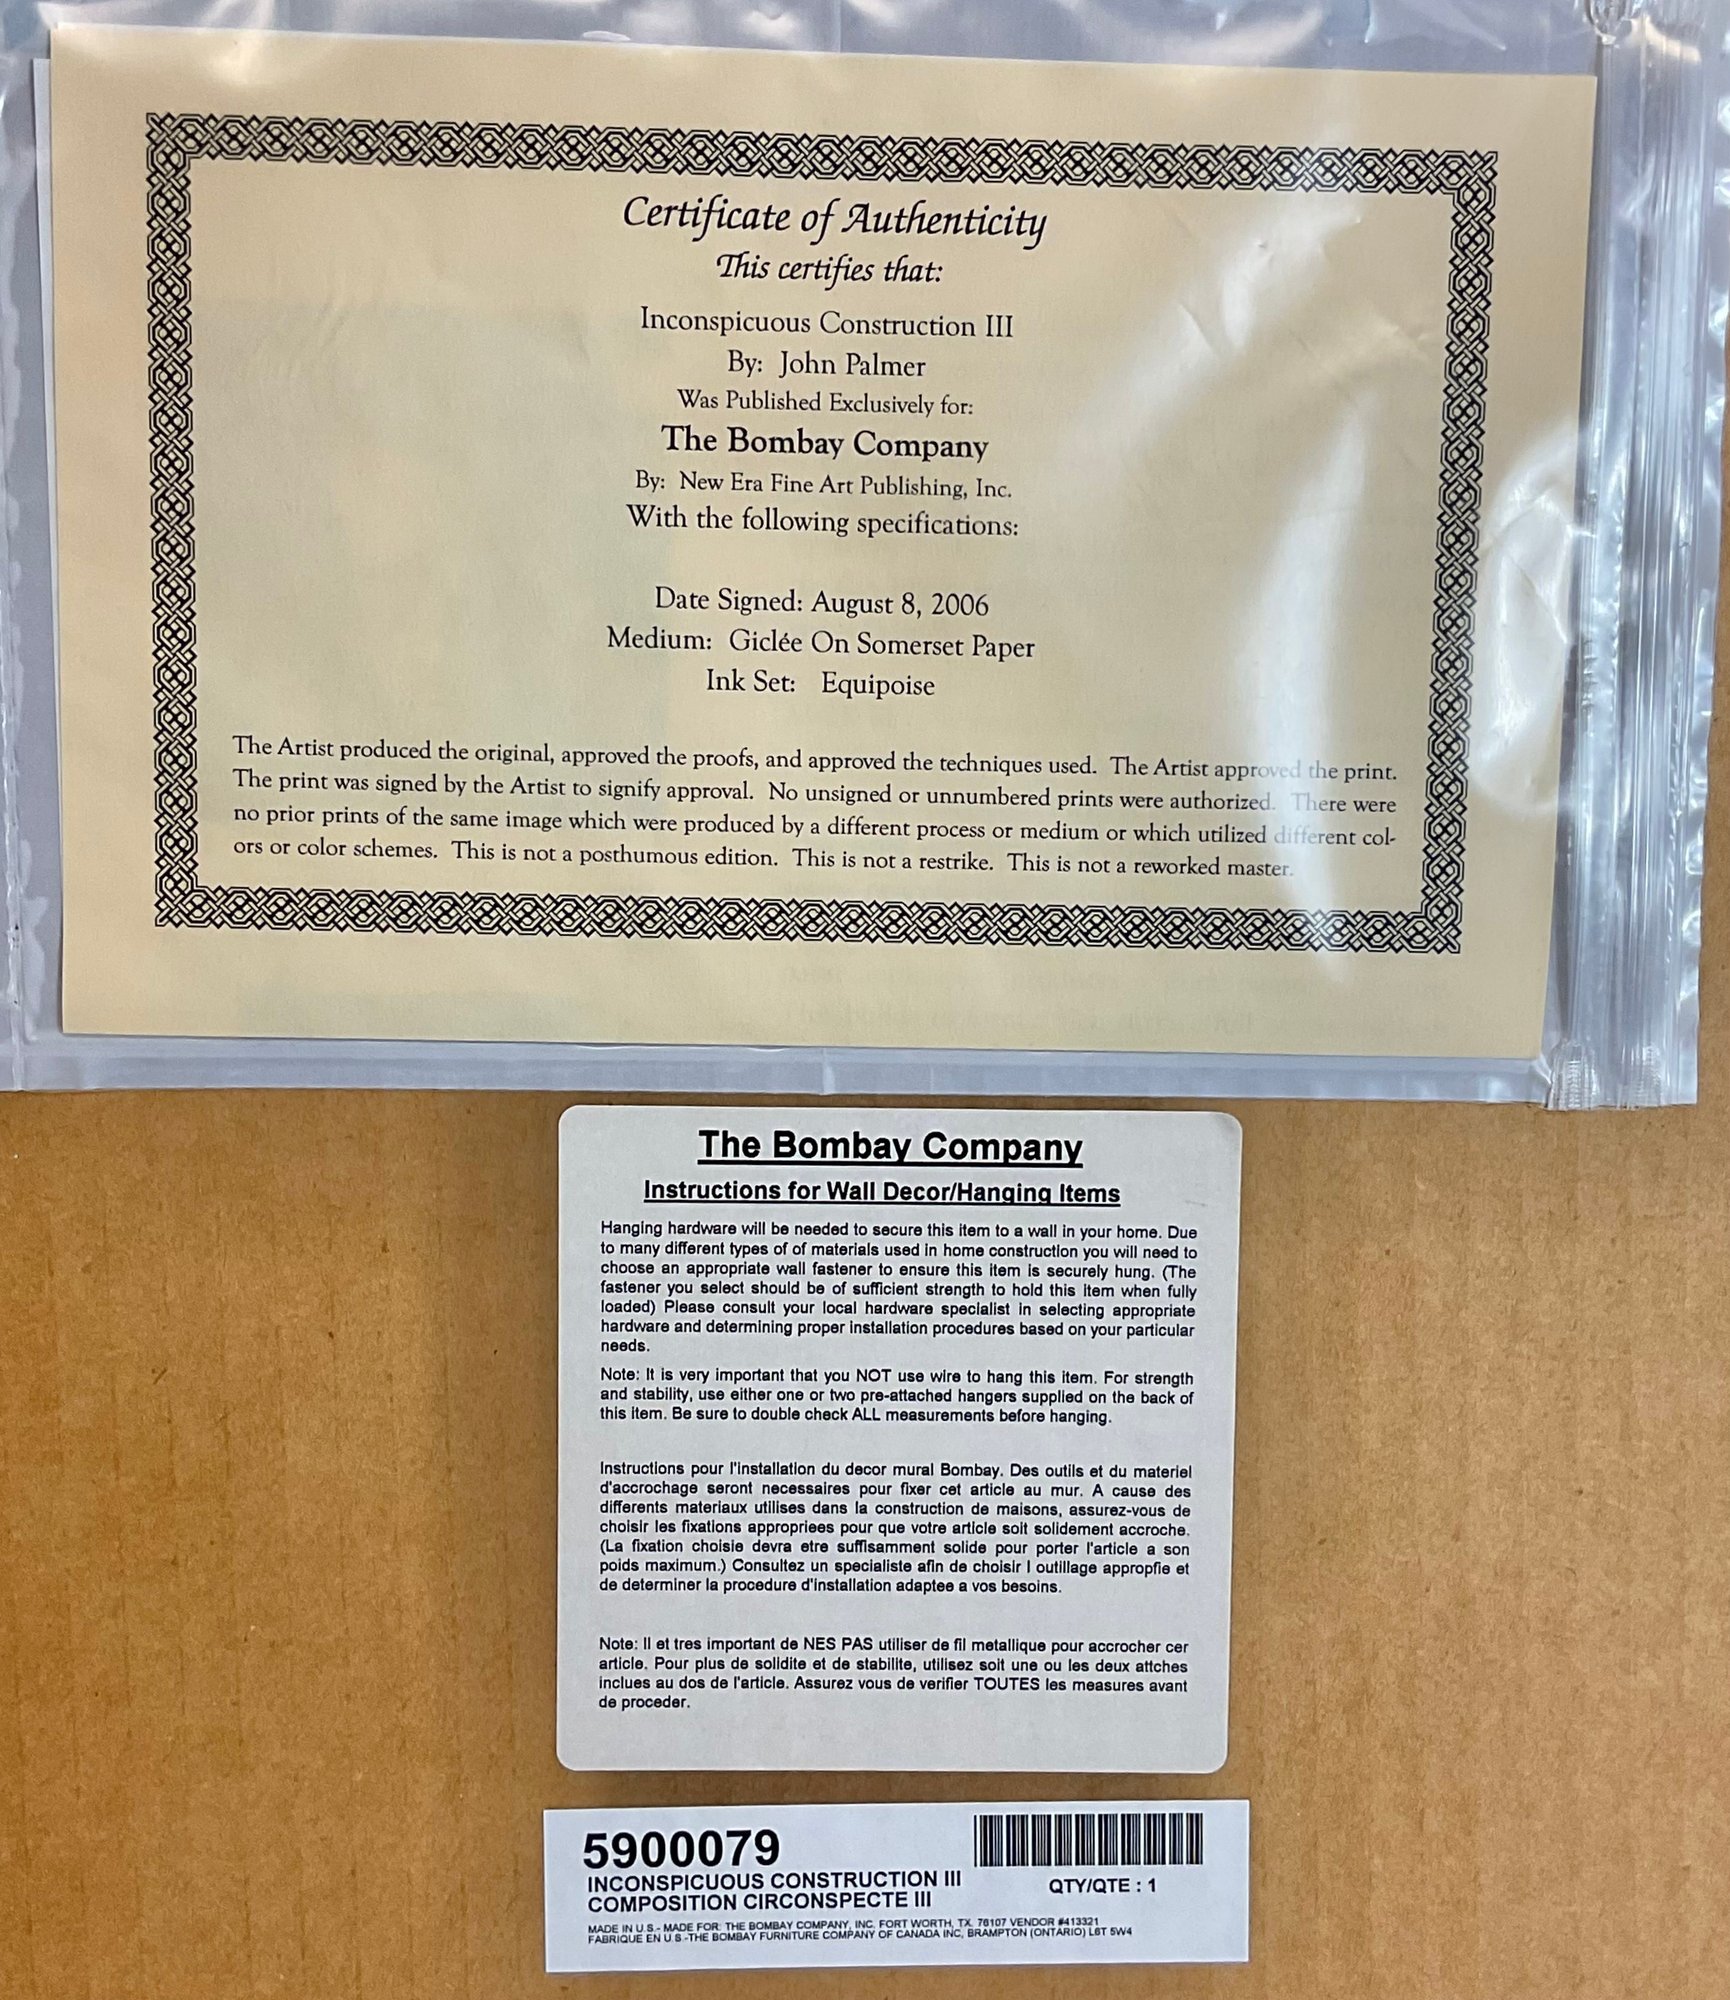 Certificate of Authenticity
This certifies that:
Inconspicuous Construction III
By: John Palmer
Was Published Exclusively for:
The Bombay Company
By: New Era Fine Art Publishing, Inc.
With the following specifications:
Date Signed: August 8, 2006
Medium: Giclée On Somerset Paper
Ink Set: Equipoise
The Artist produced the original, approved the proofs, and approved the techniques used. The Artist approved the print.
The print was signed by the Artist to signify approval. No unsigned or unnumbered prints were authorized. There were
no prior prints of the same image which were produced by a different process or medium or which utilized different col-
ors or color schemes. This is not a posthumous edition. This is not a restrike. This is not a reworked master.
The Bombay Company
Instructions for Wall Decor/Hanging Items
Hanging hardware will be needed to secure this item to a wall in your home. Due
to many different types of of materials used in home construction you will need to
choose an appropriate wall fastener to ensure this item is securely hung. (The
fastener you select should be of sufficient strength to hold this item when fully
loaded) Please consult your local hardware specialist in selecting appropriate
hardware and determining proper installation procedures based on your particular
needs.
Note: It is very important that you NOT use wire to hang this item. For strength
and stability, use either one or two pre-attached hangers supplied on the back of
this item. Be sure to double check ALL measurements before hanging.
Instructions pour l'installation du decor mural Bombay. Des outils et du materiel
d'accrochage seront necessaires pour fixer cet article au mur. A cause des
differents materiaux utilises dans la construction de maisons, assurez-vous de
choisir les fixations appropriees pour que votre article soit solidement accroche.
(La fixation choisie devra etre suffisamment solide pour porter l'article a son
poids maximum.) Consultez un specialiste afin de choisir l outillage appropfie et
de determiner la procedure d'installation adaptee a vos besoins.
Note: Il et tres important de NES PAS utiliser de fil metallique pour accrocher cer
article. Pour plus de solidite et de stabilite, utilisez soit une ou les deux attches
inclues au dos de l'article. Assurez vous de verifier TOUTES les measures avant
de proceder.
5900079
INCONSPICUOUS CONSTRUCTION III
COMPOSITION CIRCONSPECTE III
QTY/QTE : 1
MADE IN U.S.- MADE FOR: THE BOMBAY COMPANY, INC. FORT WORTH, TX. 76107 VENDOR #413321
FABRIQUE EN U.S.-THE BOMBAY FURNITURE COMPANY OF CANADA INC, BRAMPTON (ONTARIO) L6T 5W4